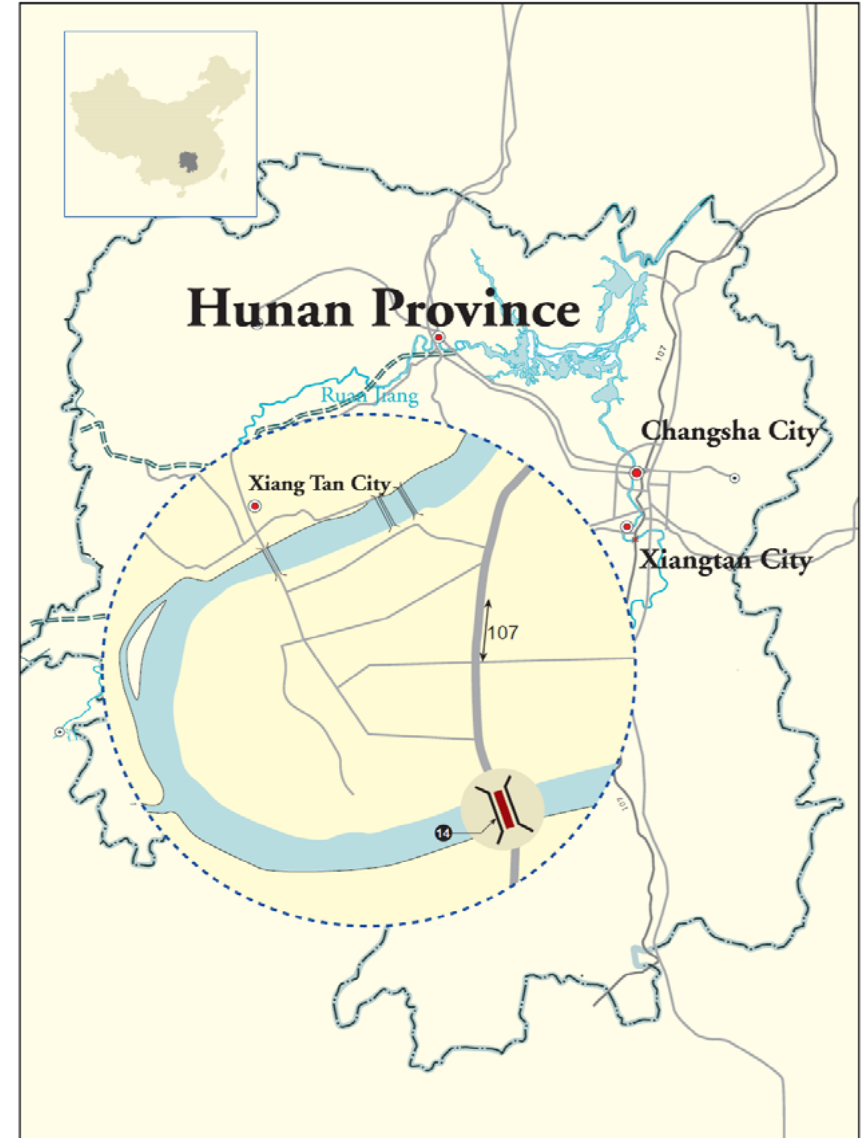 Hunan Province
107
Ruan Jiang
Changsha City
Xiang Tan City
Xiangtan City
107
107
14